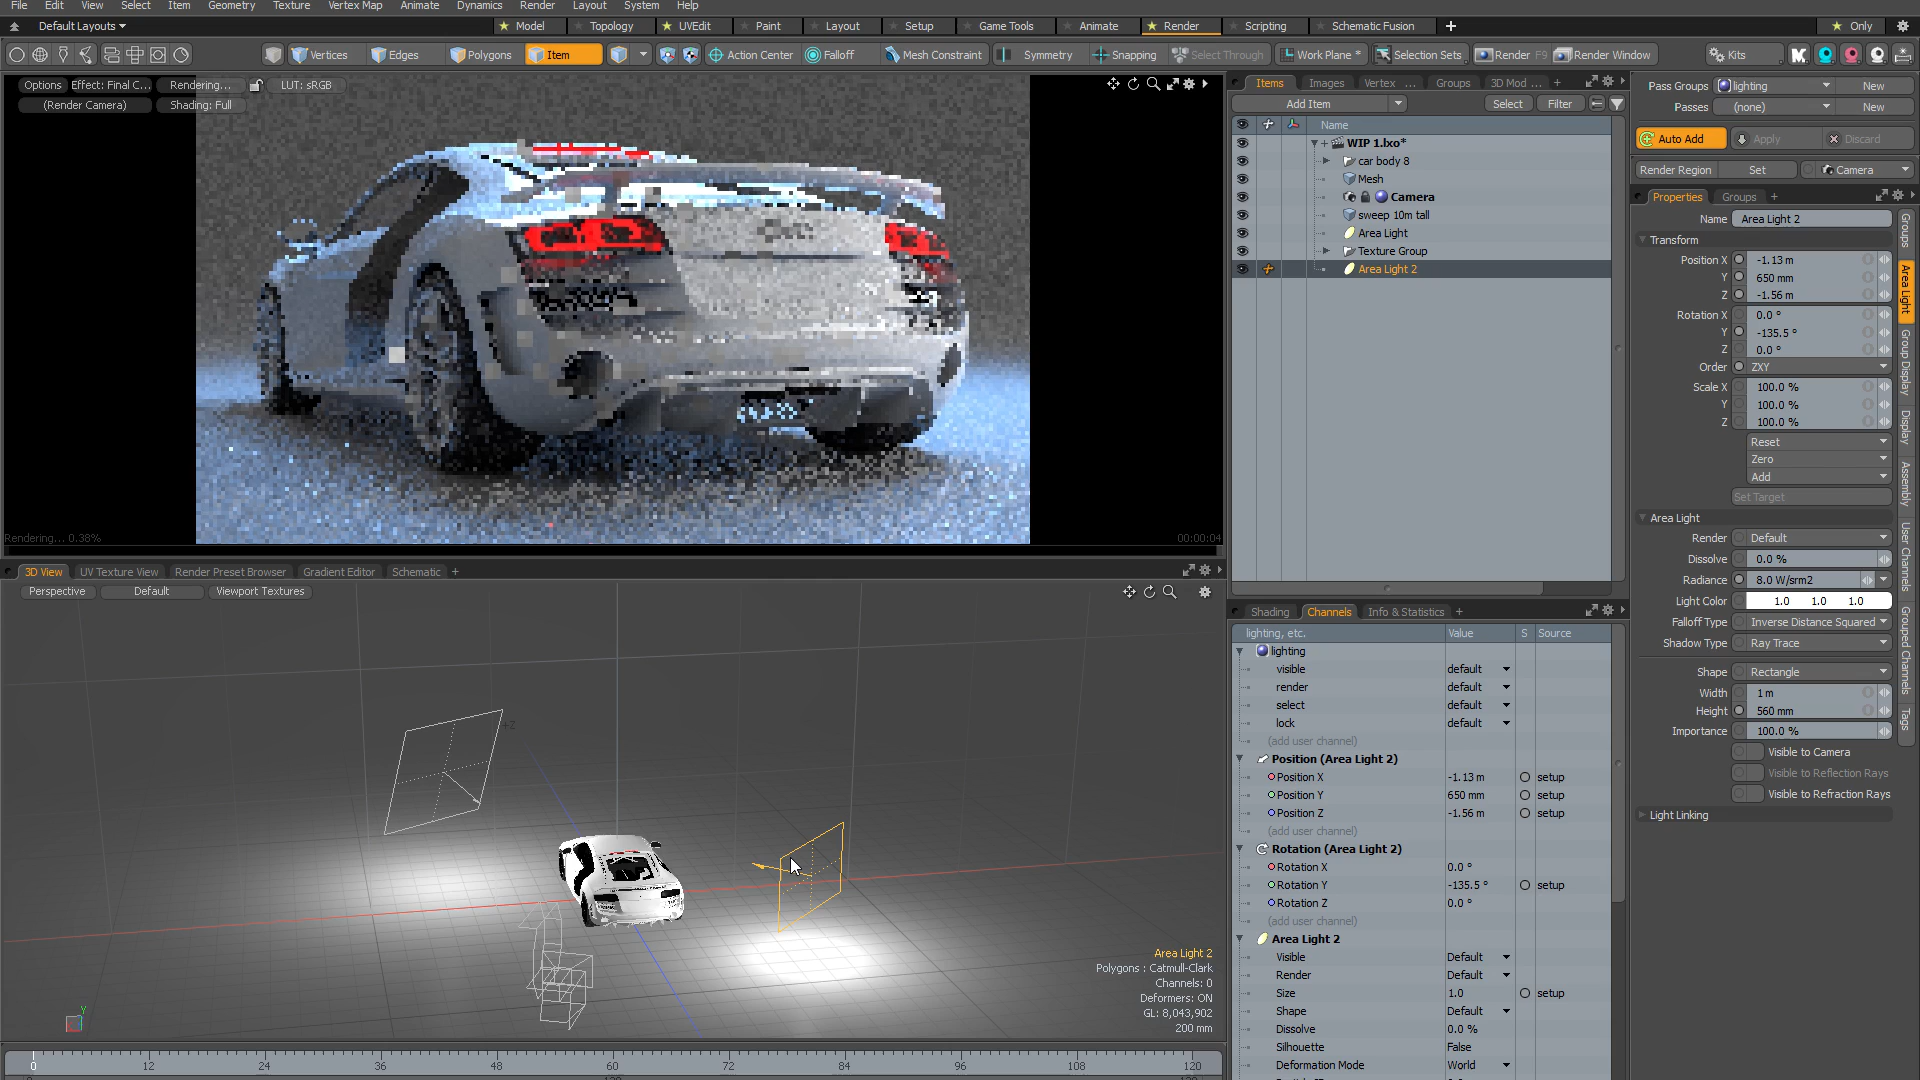 File Edit View Select Item Geometry Texture Vertex Map Animate Dynamics Render Layout System Help
Default Layouts Model Topology UVEdit Paint Layout Setup Game Tools Animate Render Scripting Schematic Fusion + Only
Vertices Edges Polygons Item Action Center Falloff Mesh Constraint Symmetry Snapping Select Through Work Plane * Selection Sets Render F9 Render Window Kits
Options Effect: Final C... Rendering... LUT: sRGB
(Render Camera) Shading: Full
Rendering... 0.38% 00:00:04
Items Images Vertex ... Groups 3D Mod ... +
Add Item Select Filter
Name
WIP 1.lxo*
car body 8
Mesh
Camera
sweep 10m tall
Area Light
Texture Group
Area Light 2
Pass Groups lighting New
Passes (none) New
Auto Add Apply Discard
Render Region Set Camera
Properties Groups +
Name Area Light 2
Transform
Position X -1.13 m
Y 650 mm
Z -1.56 m
Rotation X 0.0 °
Y -135.5 °
Z 0.0 °
Order ZXY
Scale X 100.0 %
Y 100.0 %
Z 100.0 %
Reset
Zero
Add
Set Target
Area Light
Render Default
Dissolve 0.0 %
Radiance 8.0 W/srm2
Light Color 1.0 1.0 1.0
Falloff Type Inverse Distance Squared
Shadow Type Ray Trace
Shape Rectangle
Width 1 m
Height 560 mm
Importance 100.0 %
Visible to Camera
Visible to Reflection Rays
Visible to Refraction Rays
Light Linking
Groups
Area Light
Group Display
Display
Assembly
User Channels
Grouped Channels
Tags
3D View UV Texture View Render Preset Browser Gradient Editor Schematic +
Perspective Default Viewport Textures
+Z
Area Light 2
Polygons : Catmull-Clark
Channels: 0
Deformers: ON
GL: 8,043,902
200 mm
Y
0 12 24 36 48 60 72 84 96 108 120
Shading Channels Info & Statistics +
lighting, etc. Value S Source
lighting
visible default
render default
select default
lock default
(add user channel)
Position (Area Light 2)
Position X -1.13 m setup
Position Y 650 mm setup
Position Z -1.56 m setup
(add user channel)
Rotation (Area Light 2)
Rotation X 0.0 °
Rotation Y -135.5 ° setup
Rotation Z 0.0 °
(add user channel)
Area Light 2
Visible Default
Render Default
Size 1.0 setup
Shape Default
Dissolve 0.0 %
Silhouette False
Deformation Mode World